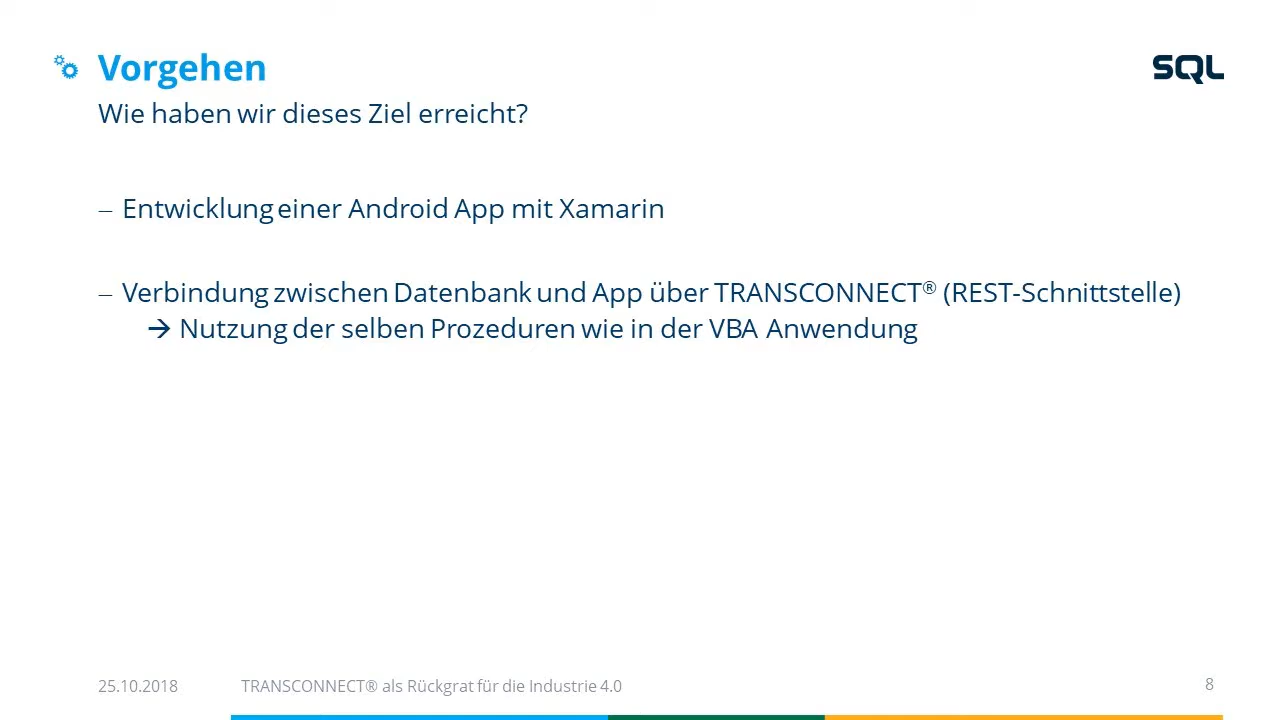 Vorgehen
SQL
Wie haben wir dieses Ziel erreicht?
– Entwicklung einer Android App mit Xamarin
– Verbindung zwischen Datenbank und App über TRANSCONNECT® (REST-Schnittstelle)
→ Nutzung der selben Prozeduren wie in der VBA Anwendung
25.10.2018 TRANSCONNECT® als Rückgrat für die Industrie 4.0 8